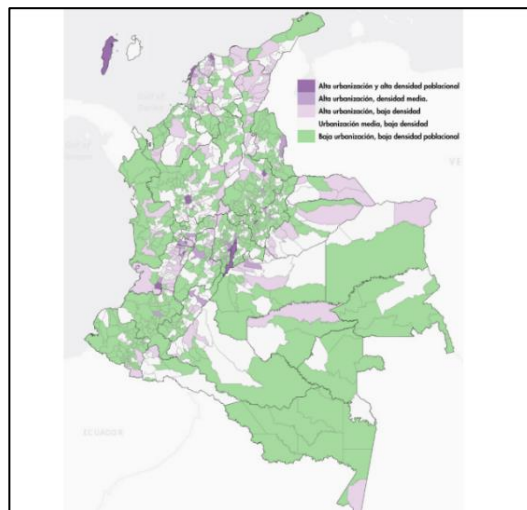 Alta urbanización y alta densidad poblacional
Alta urbanización, densidad media.
Alta urbanización, baja densidad
Urbanización media, baja densidad
Baja urbanización, baja densidad poblacional
VE
ECUADOR